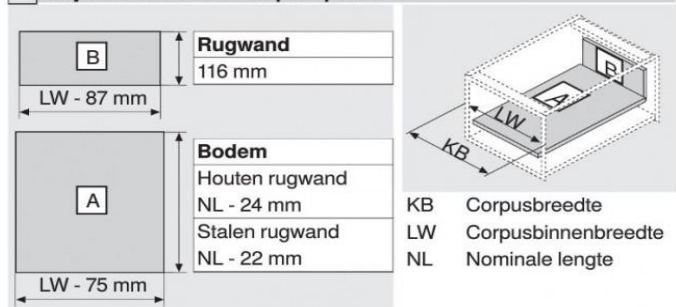 B
Rugwand
116 mm
LW - 87 mm
A
Bodem
Houten rugwand
NL - 24 mm
Stalen rugwand
NL - 22 mm
LW - 75 mm
B
A
LW
KB
KB Corpusbreedte
LW Corpusbinnenbreedte
NL Nominale lengte